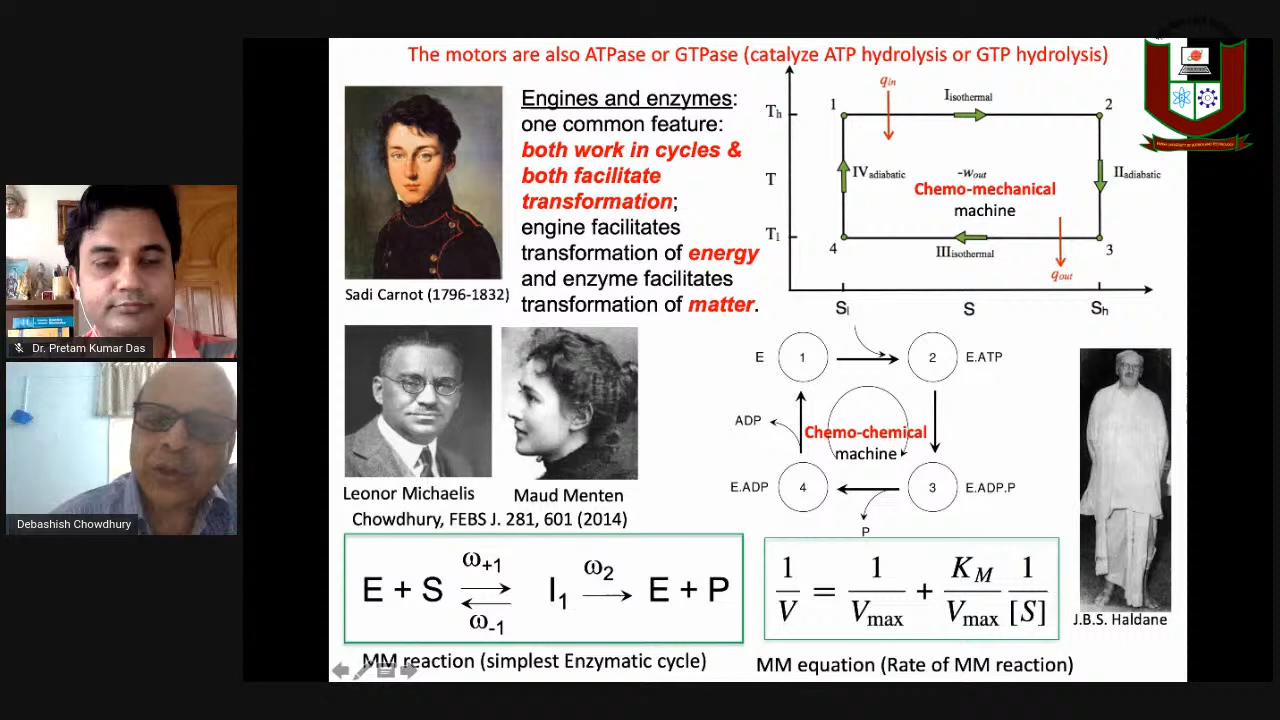 The motors are also ATPase or GTPase (catalyze ATP hydrolysis or GTP hydrolysis)
Engines and enzymes:
one common feature:
both work in cycles &
both facilitate
transformation;
engine facilitates
transformation of energy
and enzyme facilitates
transformation of matter.
Sadi Carnot (1796-1832)
qin
Iisothermal
1
2
Th
T
Tl
IVadiabatic
-wout
IIadiabatic
Chemo-mechanical
machine
4
IIIisothermal
3
qout
Sl
S
Sh
Dr. Pretam Kumar Das
Debashish Chowdhury
Leonor Michaelis
Maud Menten
Chowdhury, FEBS J. 281, 601 (2014)
E
1
2
E.ATP
ADP
Chemo-chemical
machine
E.ADP
4
3
E.ADP.P
P
J.B.S. Haldane
E + S ω+1 ω-1 I1 ω2 E + P
1/V = 1/Vmax + KM/Vmax 1/[S]
MM reaction (simplest Enzymatic cycle)
MM equation (Rate of MM reaction)